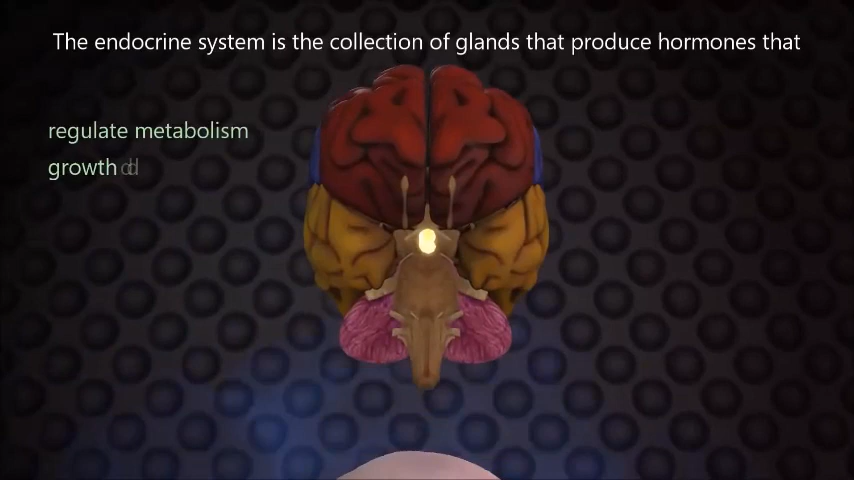 The endocrine system is the collection of glands that produce hormones that
regulate metabolism
growth